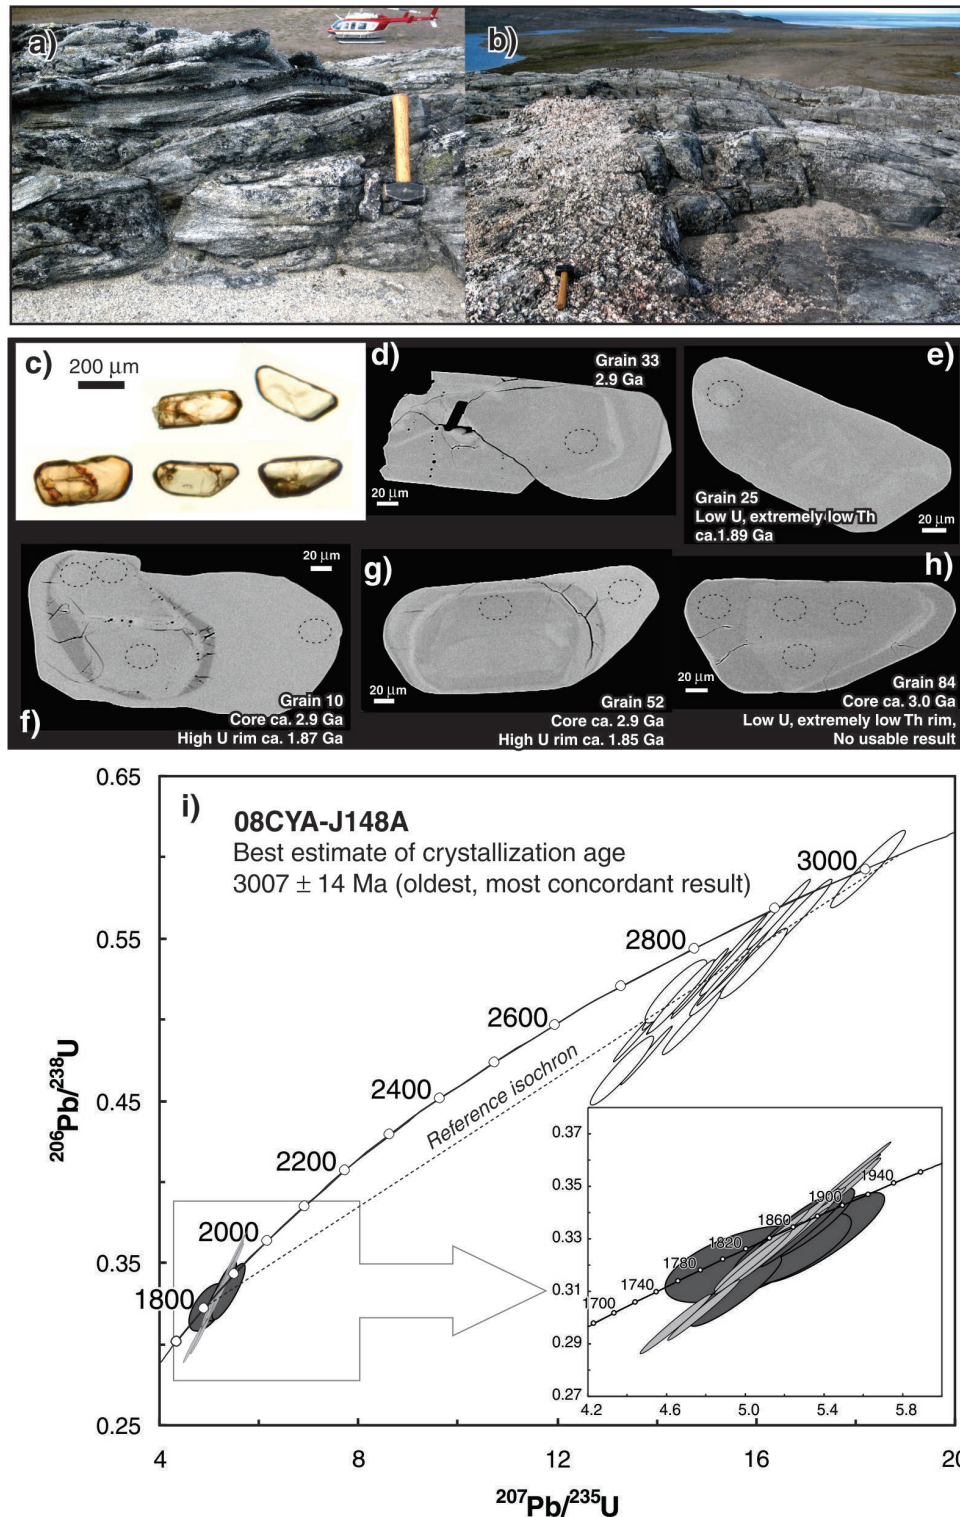 a)
b)
c)
200 µm
d)
Grain 33
2.9 Ga
20 µm
e)
Grain 25
Low U, extremely low Th
ca.1.89 Ga
20 µm
20 µm
Grain 10
Core ca. 2.9 Ga
High U rim ca. 1.87 Ga
f)
g)
20 µm
Grain 52
Core ca. 2.9 Ga
High U rim ca. 1.85 Ga
h)
20 µm
Grain 84
Core ca. 3.0 Ga
Low U, extremely low Th rim,
No usable result
i)
08CYA-J148A
Best estimate of crystallization age
3007 ± 14 Ma (oldest, most concordant result)
0.65
0.55
0.45
0.35
0.25
206Pb/238U
3000
2800
2600
2400
2200
2000
1800
Reference isochron
0.37
0.35
0.33
0.31
0.29
0.27
1940
1900
1860
1820
1780
1740
1700
4.2
4.6
5.0
5.4
5.8
4
8
12
16
20
207Pb/235U